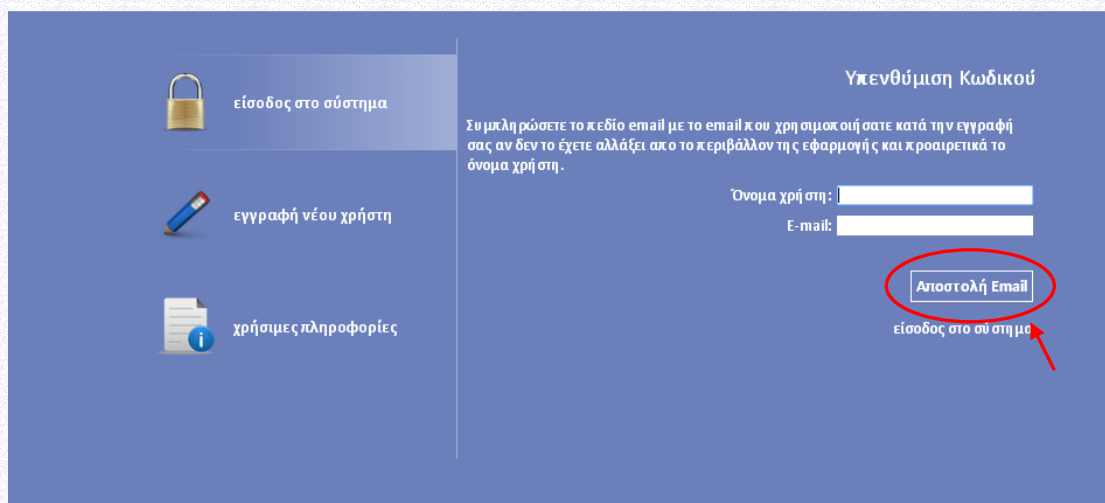 είσοδος στο σύστημα
εγγραφή νέου χρήστη
χρήσιμες πληροφορίες
Υπενθύμιση Κωδικού
Συμπληρώσετε το πεδίο email με το email που χρησιμοποιήσατε κατά την εγγραφή
σας αν δεν το έχετε αλλάξει απο το περιβάλλον της εφαρμογής και προαιρετικά το
όνομα χρήστη.
Όνομα χρήστη:
E-mail:
Αποστολή Email
είσοδος στο σύστημα